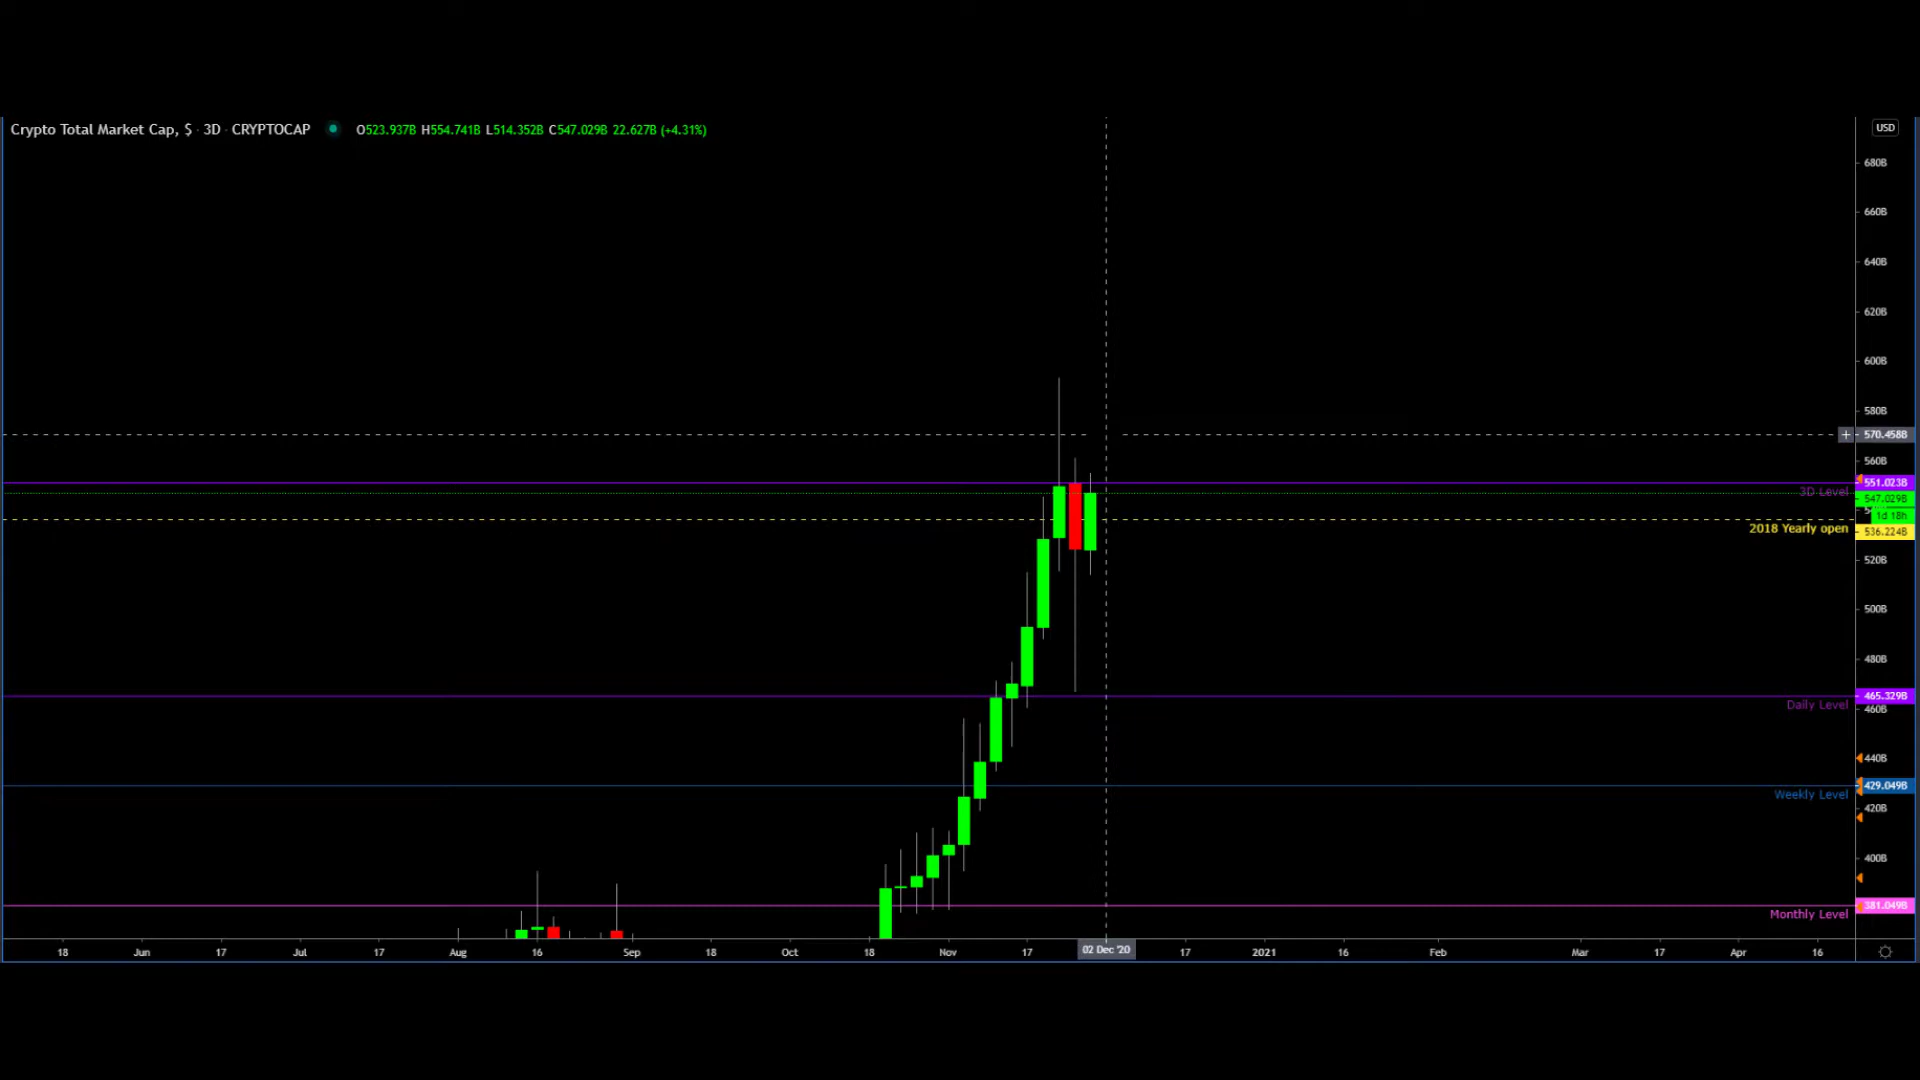 Crypto Total Market Cap, $ · 3D · CRYPTOCAP O523.937B H554.741B L514.352B C547.029B 22.627B (+4.31%)
USD
680B
660B
640B
620B
600B
580B
+ 570.458B
560B
551.023B
3D Level
547.029B
1d 18h
2018 Yearly open 536.224B
520B
500B
480B
465.329B
Daily Level 460B
440B
429.049B
Weekly Level
420B
400B
381.049B
Monthly Level
18 Jun 17 Jul 17 Aug 16 Sep 18 Oct 18 Nov 17 02 Dec '20 17 2021 16 Feb Mar 17 Apr 16